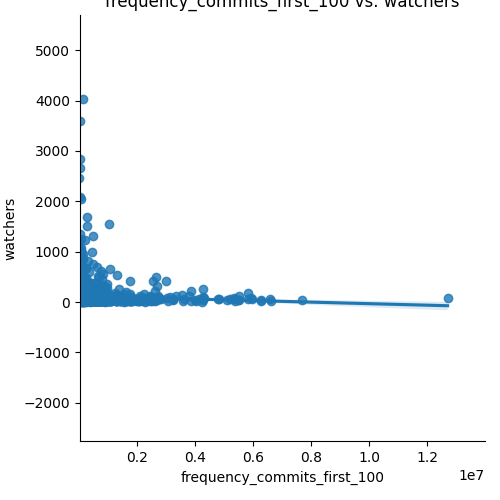 frequency_commits_first_100 vs. watchers
5000
4000
3000
2000
1000
0
−1000
−2000
watchers
0.2 0.4 0.6 0.8 1.0 1.2
1e7
frequency_commits_first_100